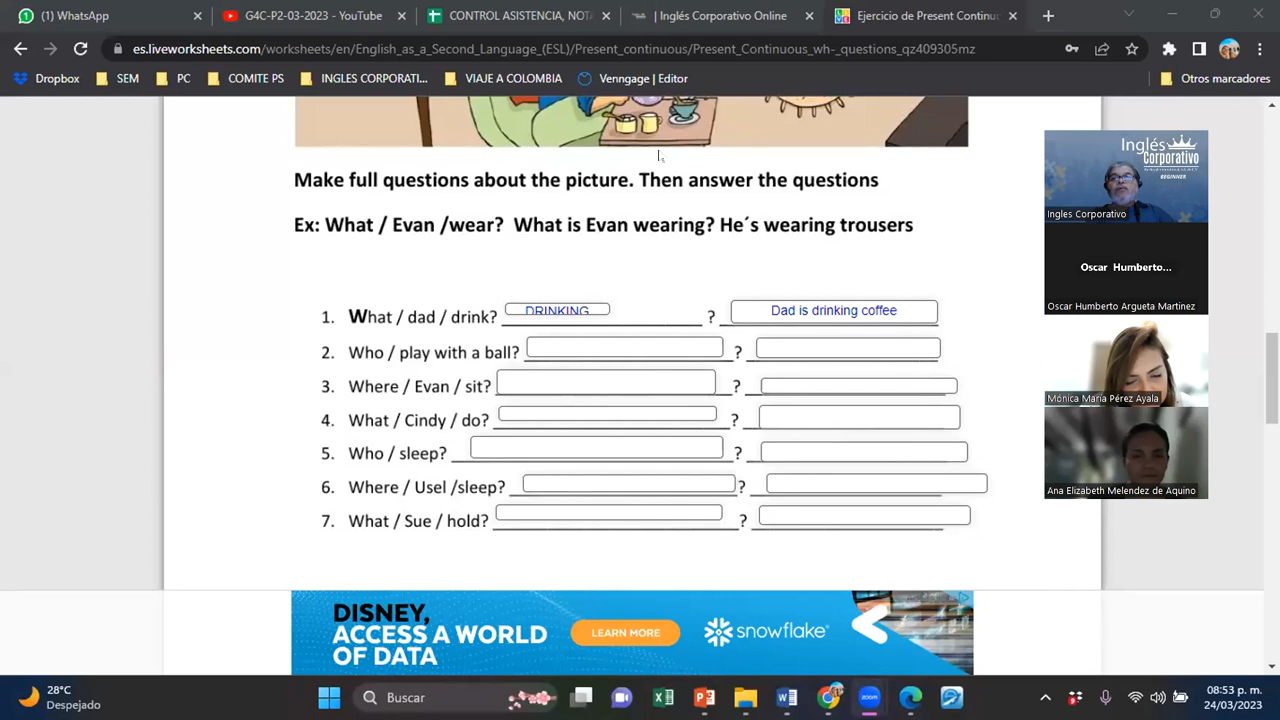 (1) WhatsApp
G4C-P2-03-2023 - YouTube
CONTROL ASISTENCIA, NOTA
| Inglés Corporativo Online
Ejercicio de Present Continuo
es.liveworksheets.com/worksheets/en/English_as_a_Second_Language_(ESL)/Present_continuous/Present_Continuous_wh-_questions_qz409305mz
Dropbox
SEM
PC
COMITE PS
INGLES CORPORATI...
VIAJE A COLOMBIA
Venngage | Editor
Otros marcadores
Make full questions about the picture. Then answer the questions
Ex: What / Evan /wear? What is Evan wearing? He´s wearing trousers
1. What / dad / drink? DRINKING ? Dad is drinking coffee
2. Who / play with a ball? ?
3. Where / Evan / sit? ?
4. What / Cindy / do? ?
5. Who / sleep? ?
6. Where / Usel /sleep? ?
7. What / Sue / hold? ?
Inglés
Corporativo
BEGINNER
Ingles Corporativo
Oscar Humberto...
Oscar Humberto Argueta Martínez
Mónica María Pérez Ayala
Ana Elizabeth Melendez de Aquino
DISNEY,
ACCESS A WORLD
OF DATA
LEARN MORE
snowflake
28°C
Despejado
Buscar
zoom
08:53 p. m.
24/03/2023